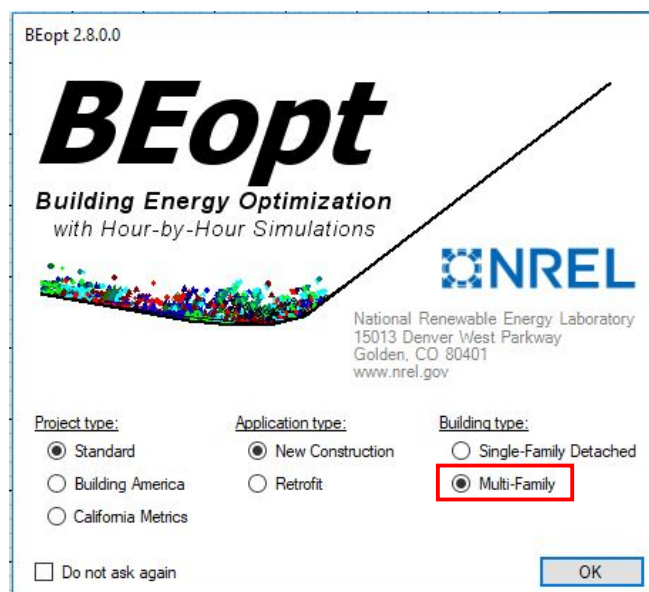 BEopt 2.8.0.0
BEopt
Building Energy Optimization
with Hour-by-Hour Simulations
NREL
National Renewable Energy Laboratory
15013 Denver West Parkway
Golden, CO 80401
www.nrel.gov
Project type:
Standard
Building America
California Metrics
Application type:
New Construction
Retrofit
Building type:
Single-Family Detached
Multi-Family
Do not ask again
OK